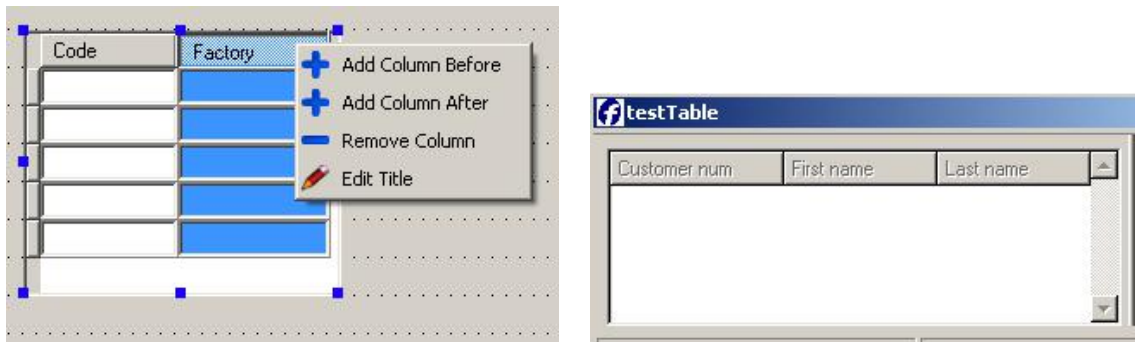 Code Factory
Add Column Before
Add Column After
Remove Column
Edit Title
testTable
Customer num First name Last name